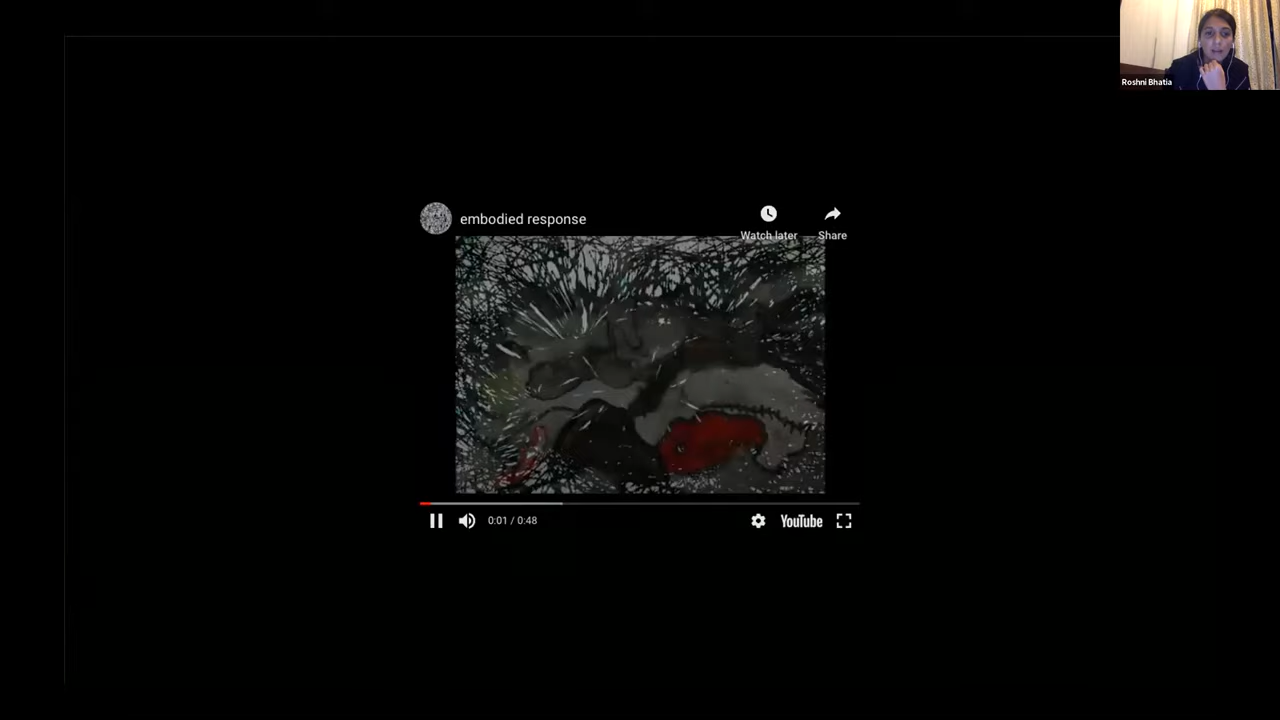 Roshni Bhatia
embodied response
Watch later
Share
0:01 / 0:48
YouTube